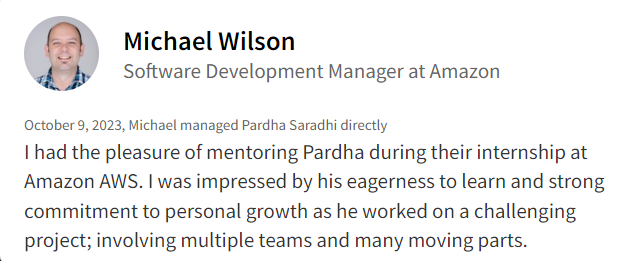 Michael Wilson
Software Development Manager at Amazon
October 9, 2023, Michael managed Pardha Saradhi directly
I had the pleasure of mentoring Pardha during their internship at
Amazon AWS. I was impressed by his eagerness to learn and strong
commitment to personal growth as he worked on a challenging
project; involving multiple teams and many moving parts.